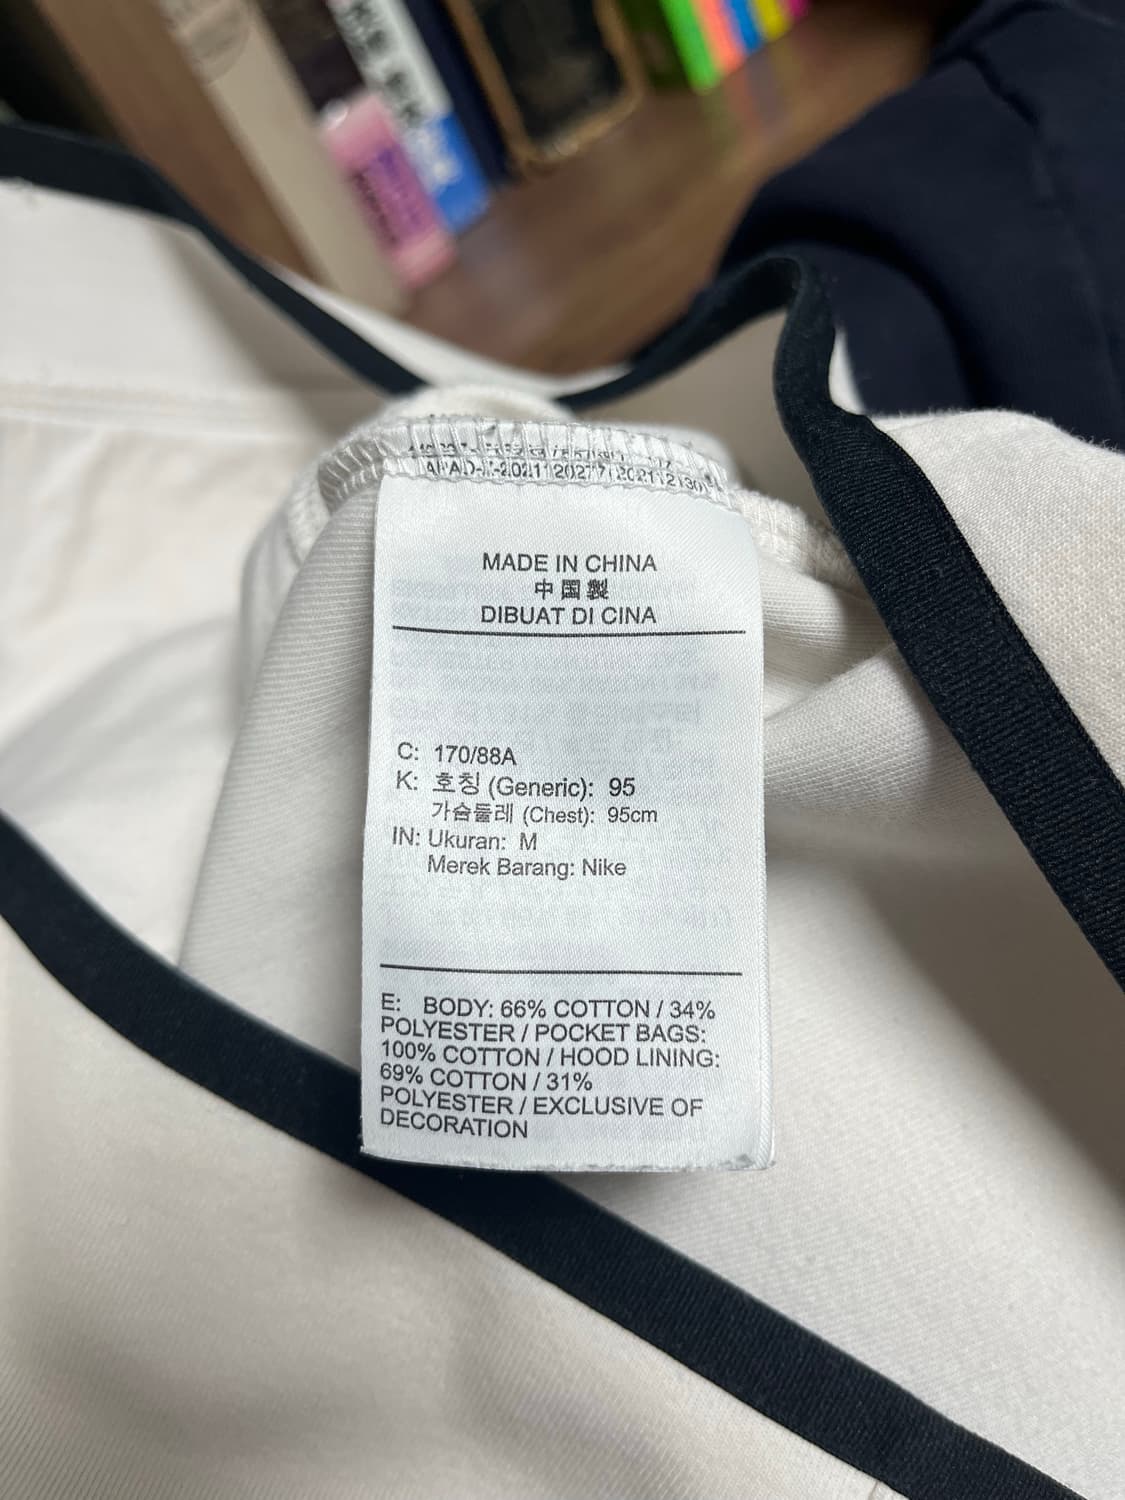 MADE IN CHINA
中国製
DIBUAT DI CINA
C: 170/88A
K: 호칭 (Generic): 95
가슴둘레 (Chest): 95cm
IN: Ukuran: M
Merek Barang: Nike
E: BODY: 66% COTTON / 34%
POLYESTER / POCKET BAGS:
100% COTTON / HOOD LINING:
69% COTTON / 31%
POLYESTER / EXCLUSIVE OF
DECORATION